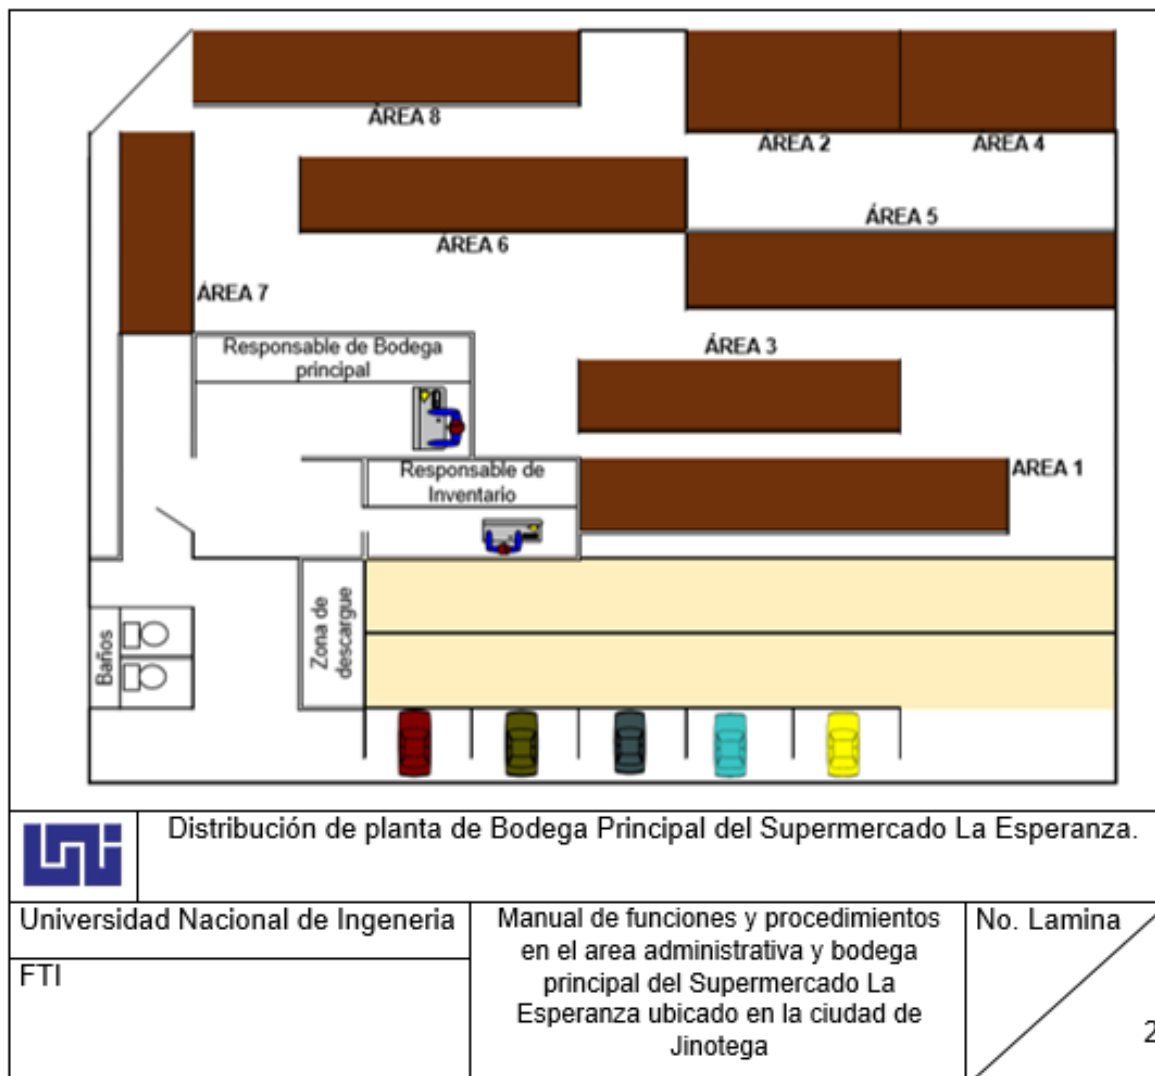 ÁREA 8
ÁREA 2
ÁREA 4
ÁREA 5
ÁREA 6
ÁREA 7
Responsable de Bodega
principal
ÁREA 3
Responsable de
Inventario
AREA 1
Zona de
descargue
Baños
Distribución de planta de Bodega Principal del Supermercado La Esperanza.
Universidad Nacional de Ingeneria
FTI
Manual de funciones y procedimientos
en el area administrativa y bodega
principal del Supermercado La
Esperanza ubicado en la ciudad de
Jinotega
No. Lamina
2